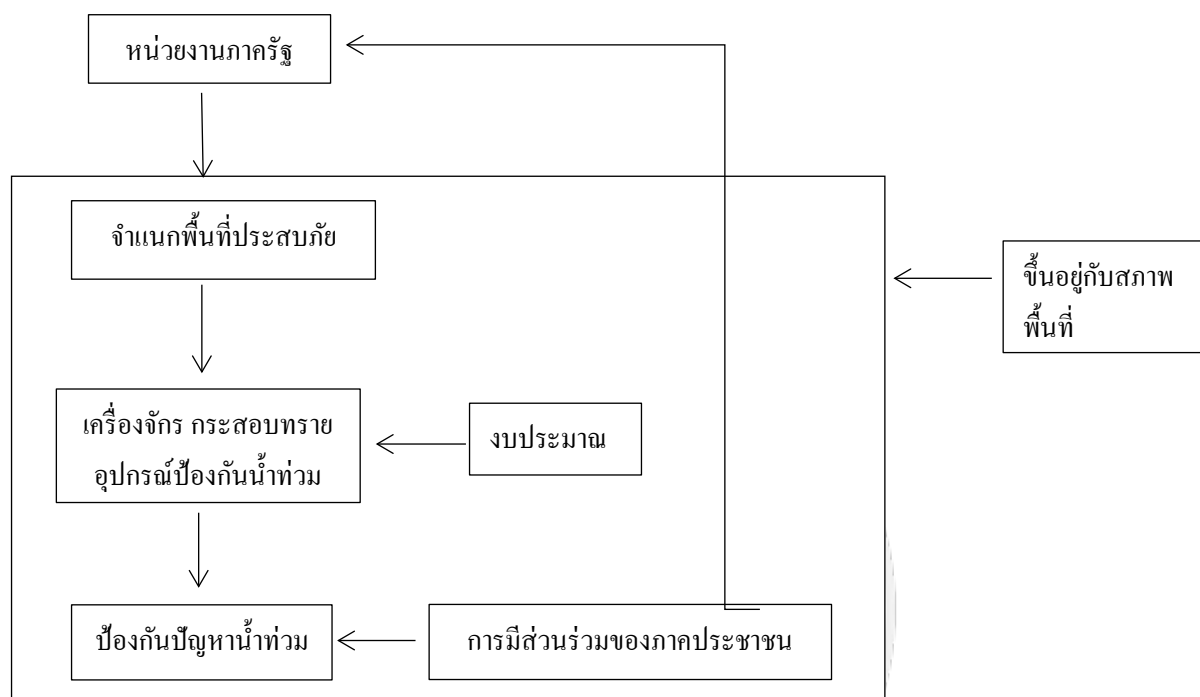 หน่วยงานภาครัฐ
จำแนกพื้นที่ประสบภัย
ขึ้นอยู่กับสภาพ
พื้นที่
เครื่องจักร กระสอบทราย
อุปกรณ์ป้องกันน้ำท่วม
งบประมาณ
ป้องกันปัญหาน้ำท่วม
การมีส่วนร่วมของภาคประชาชน